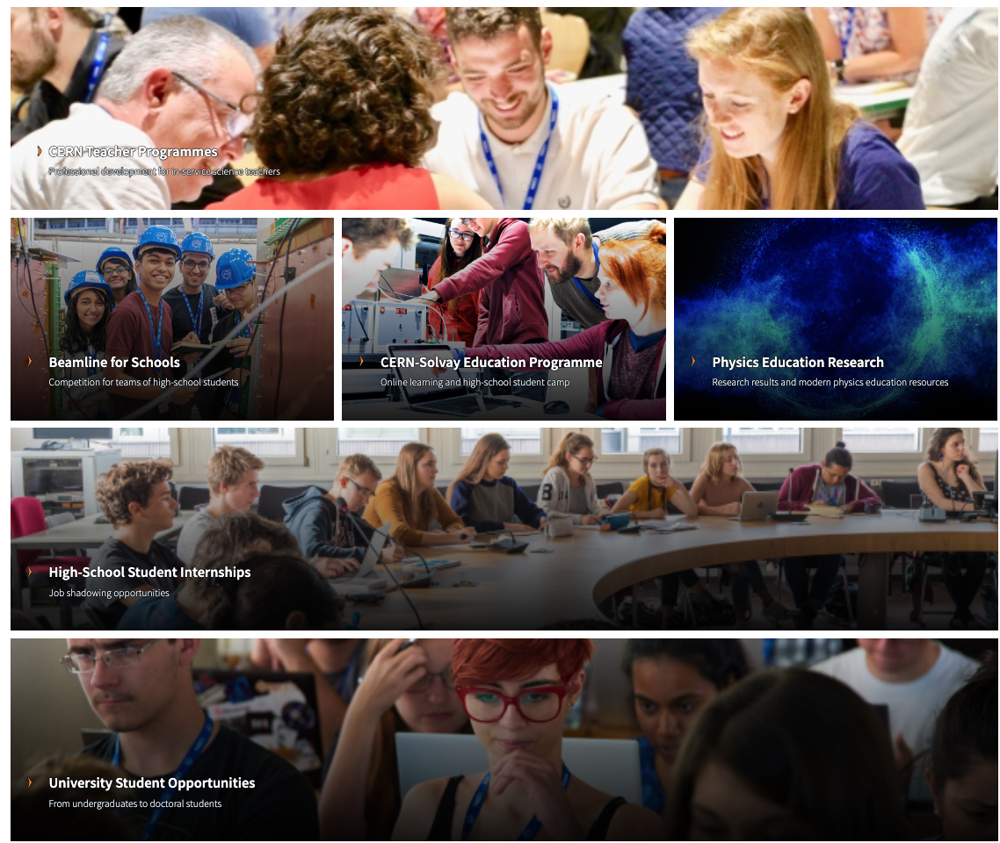 CERN Teacher Programmes
Professional development for in-service science teachers
Beamline for Schools
Competition for teams of high-school students
CERN-Solvay Education Programme
Online learning and high-school student camp
Physics Education Research
Research results and modern physics education resources
High-School Student Internships
Job shadowing opportunities
University Student Opportunities
From undergraduates to doctoral students